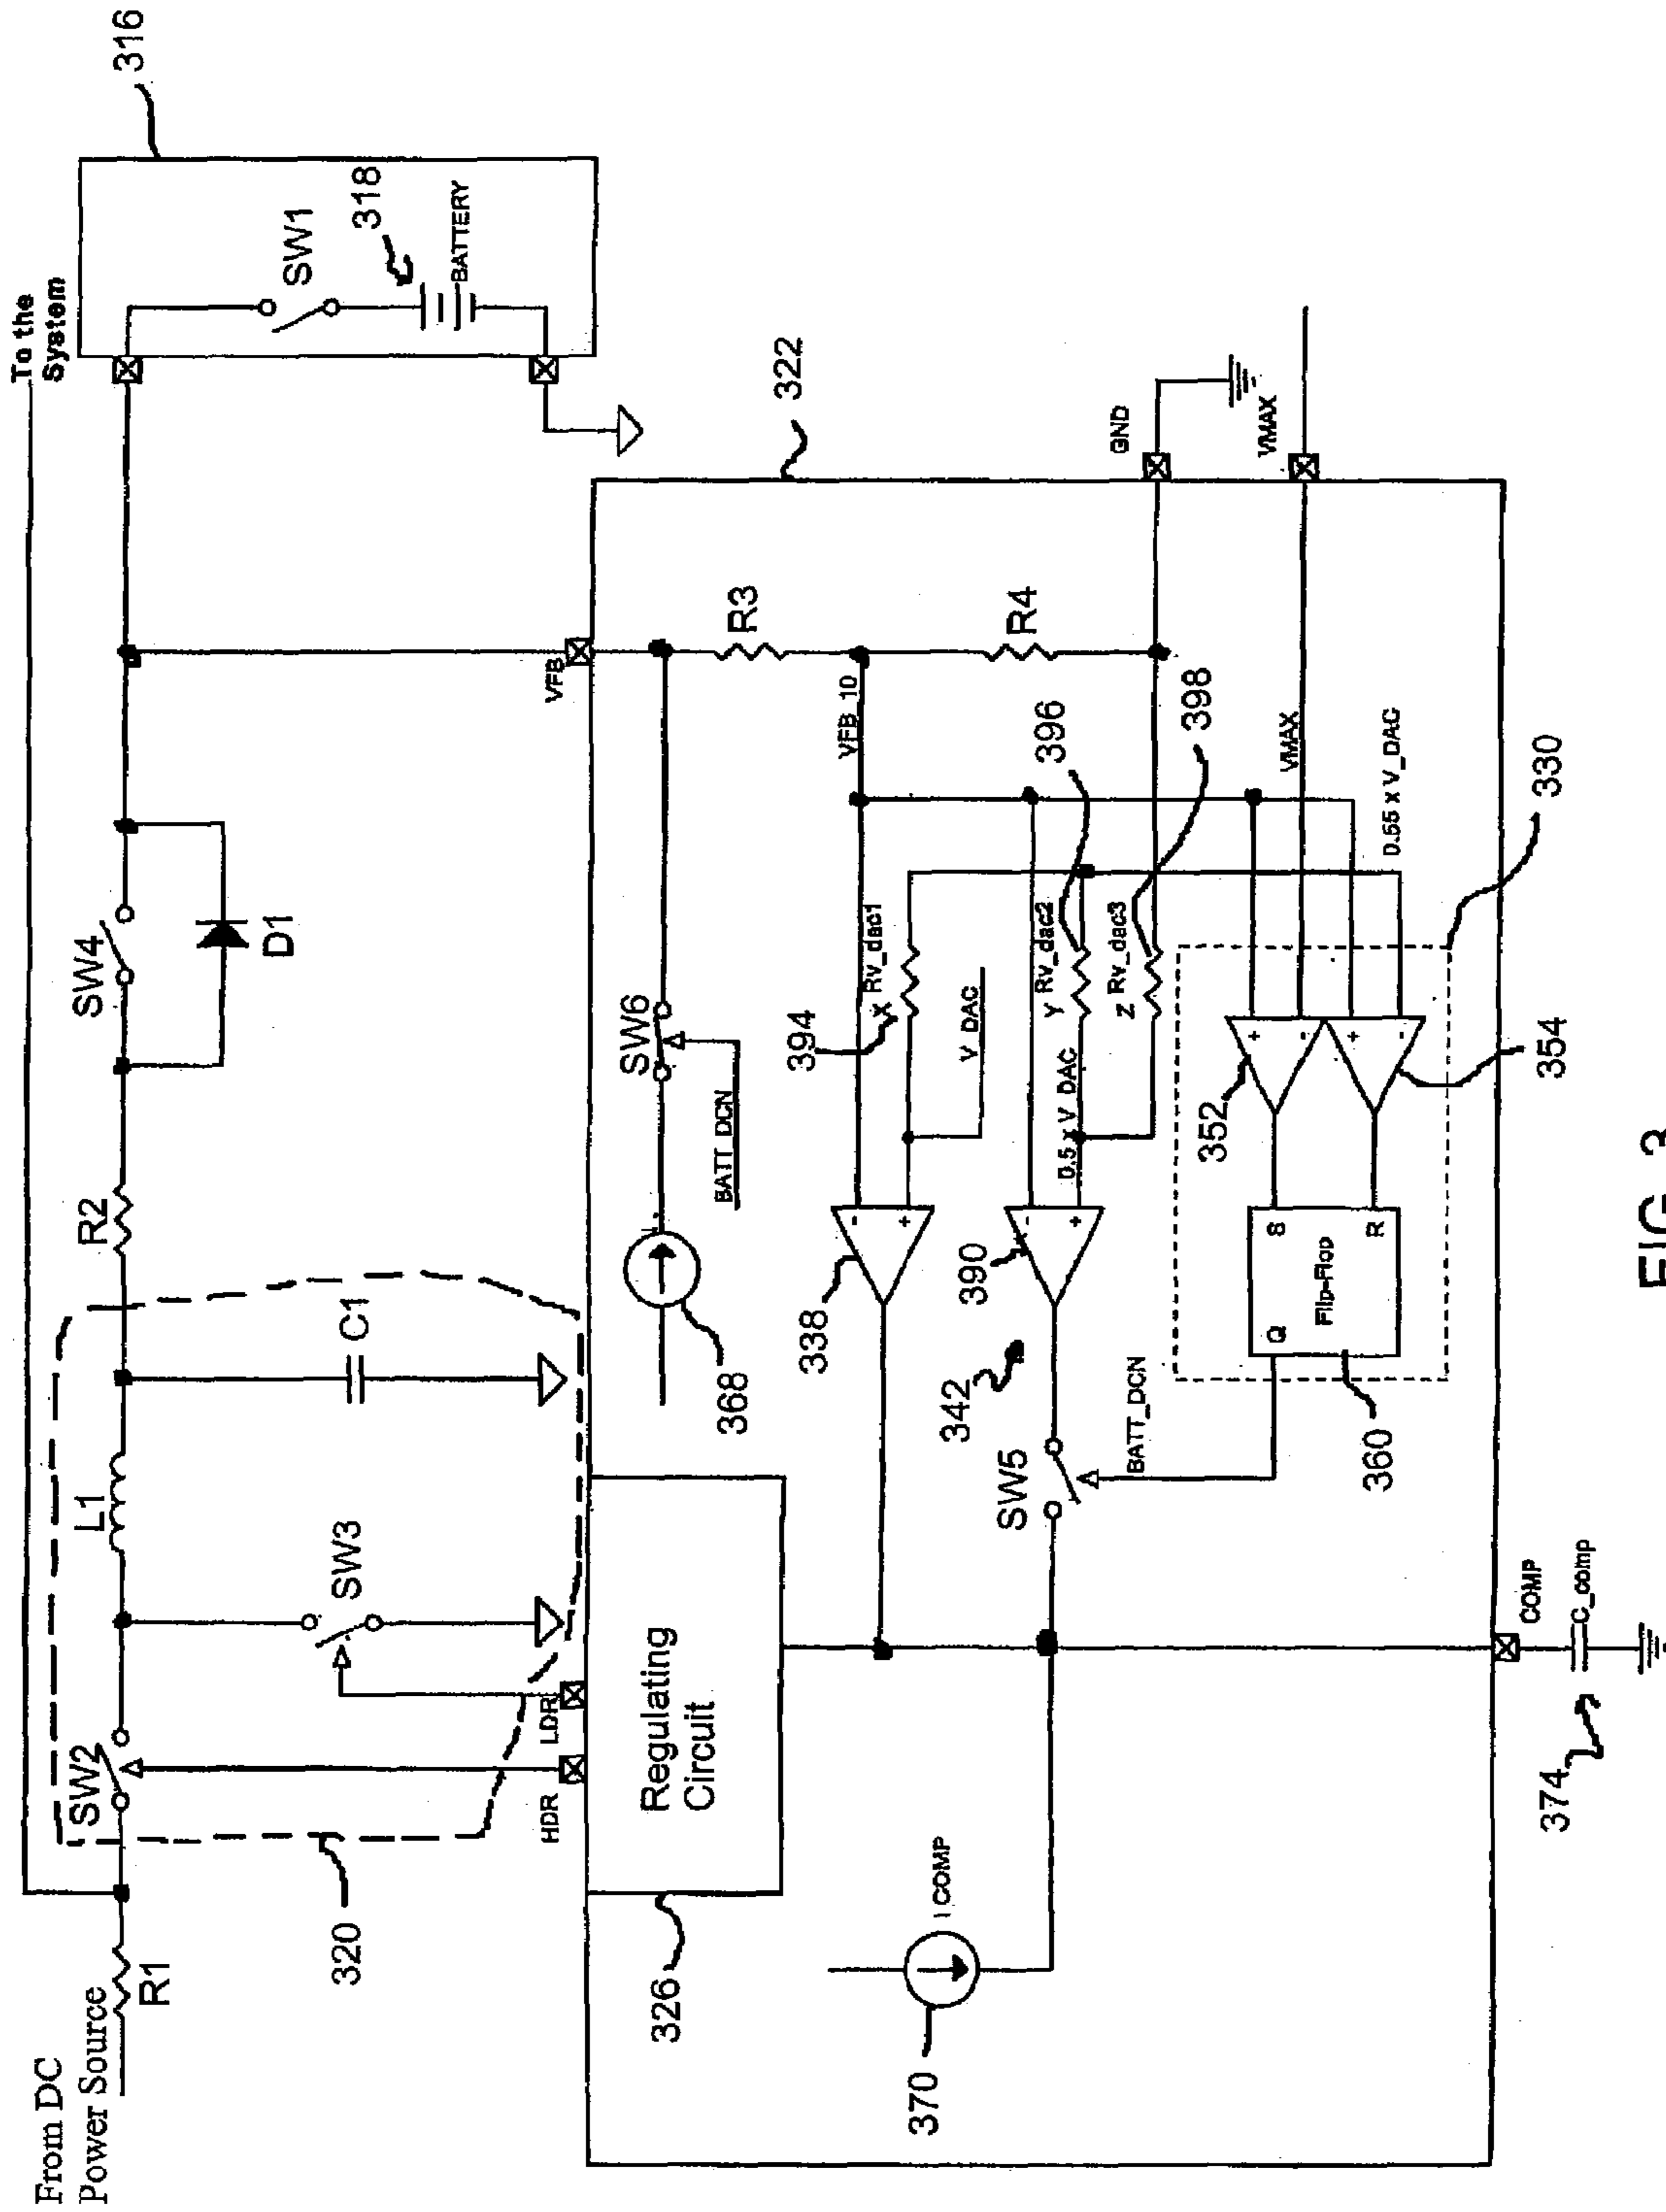 From DC
Power Source
R1
320
SW2
SW3
L1
C1
R2
SW4
D1
To the
System
316
SW1
318
BATTERY
HDR
LDR
VFB
322
326
Regulating
Circuit
368
SW6
BATT_DCN
R3
R4
VFB_10
338
394
X
Rv_dac1
V_DAC
390
342
SW5
0.5 x V_DAC
Y
Rv_dac2
396
Z
Rv_dac3
398
GND
VMAX
VMAX
330
352
354
+
-
+
-
-
+
-
+
Flip-Flop
S
R
Q
360
BATT_DCN
370
I COMP
COMP
C_comp
374
FIG. 3